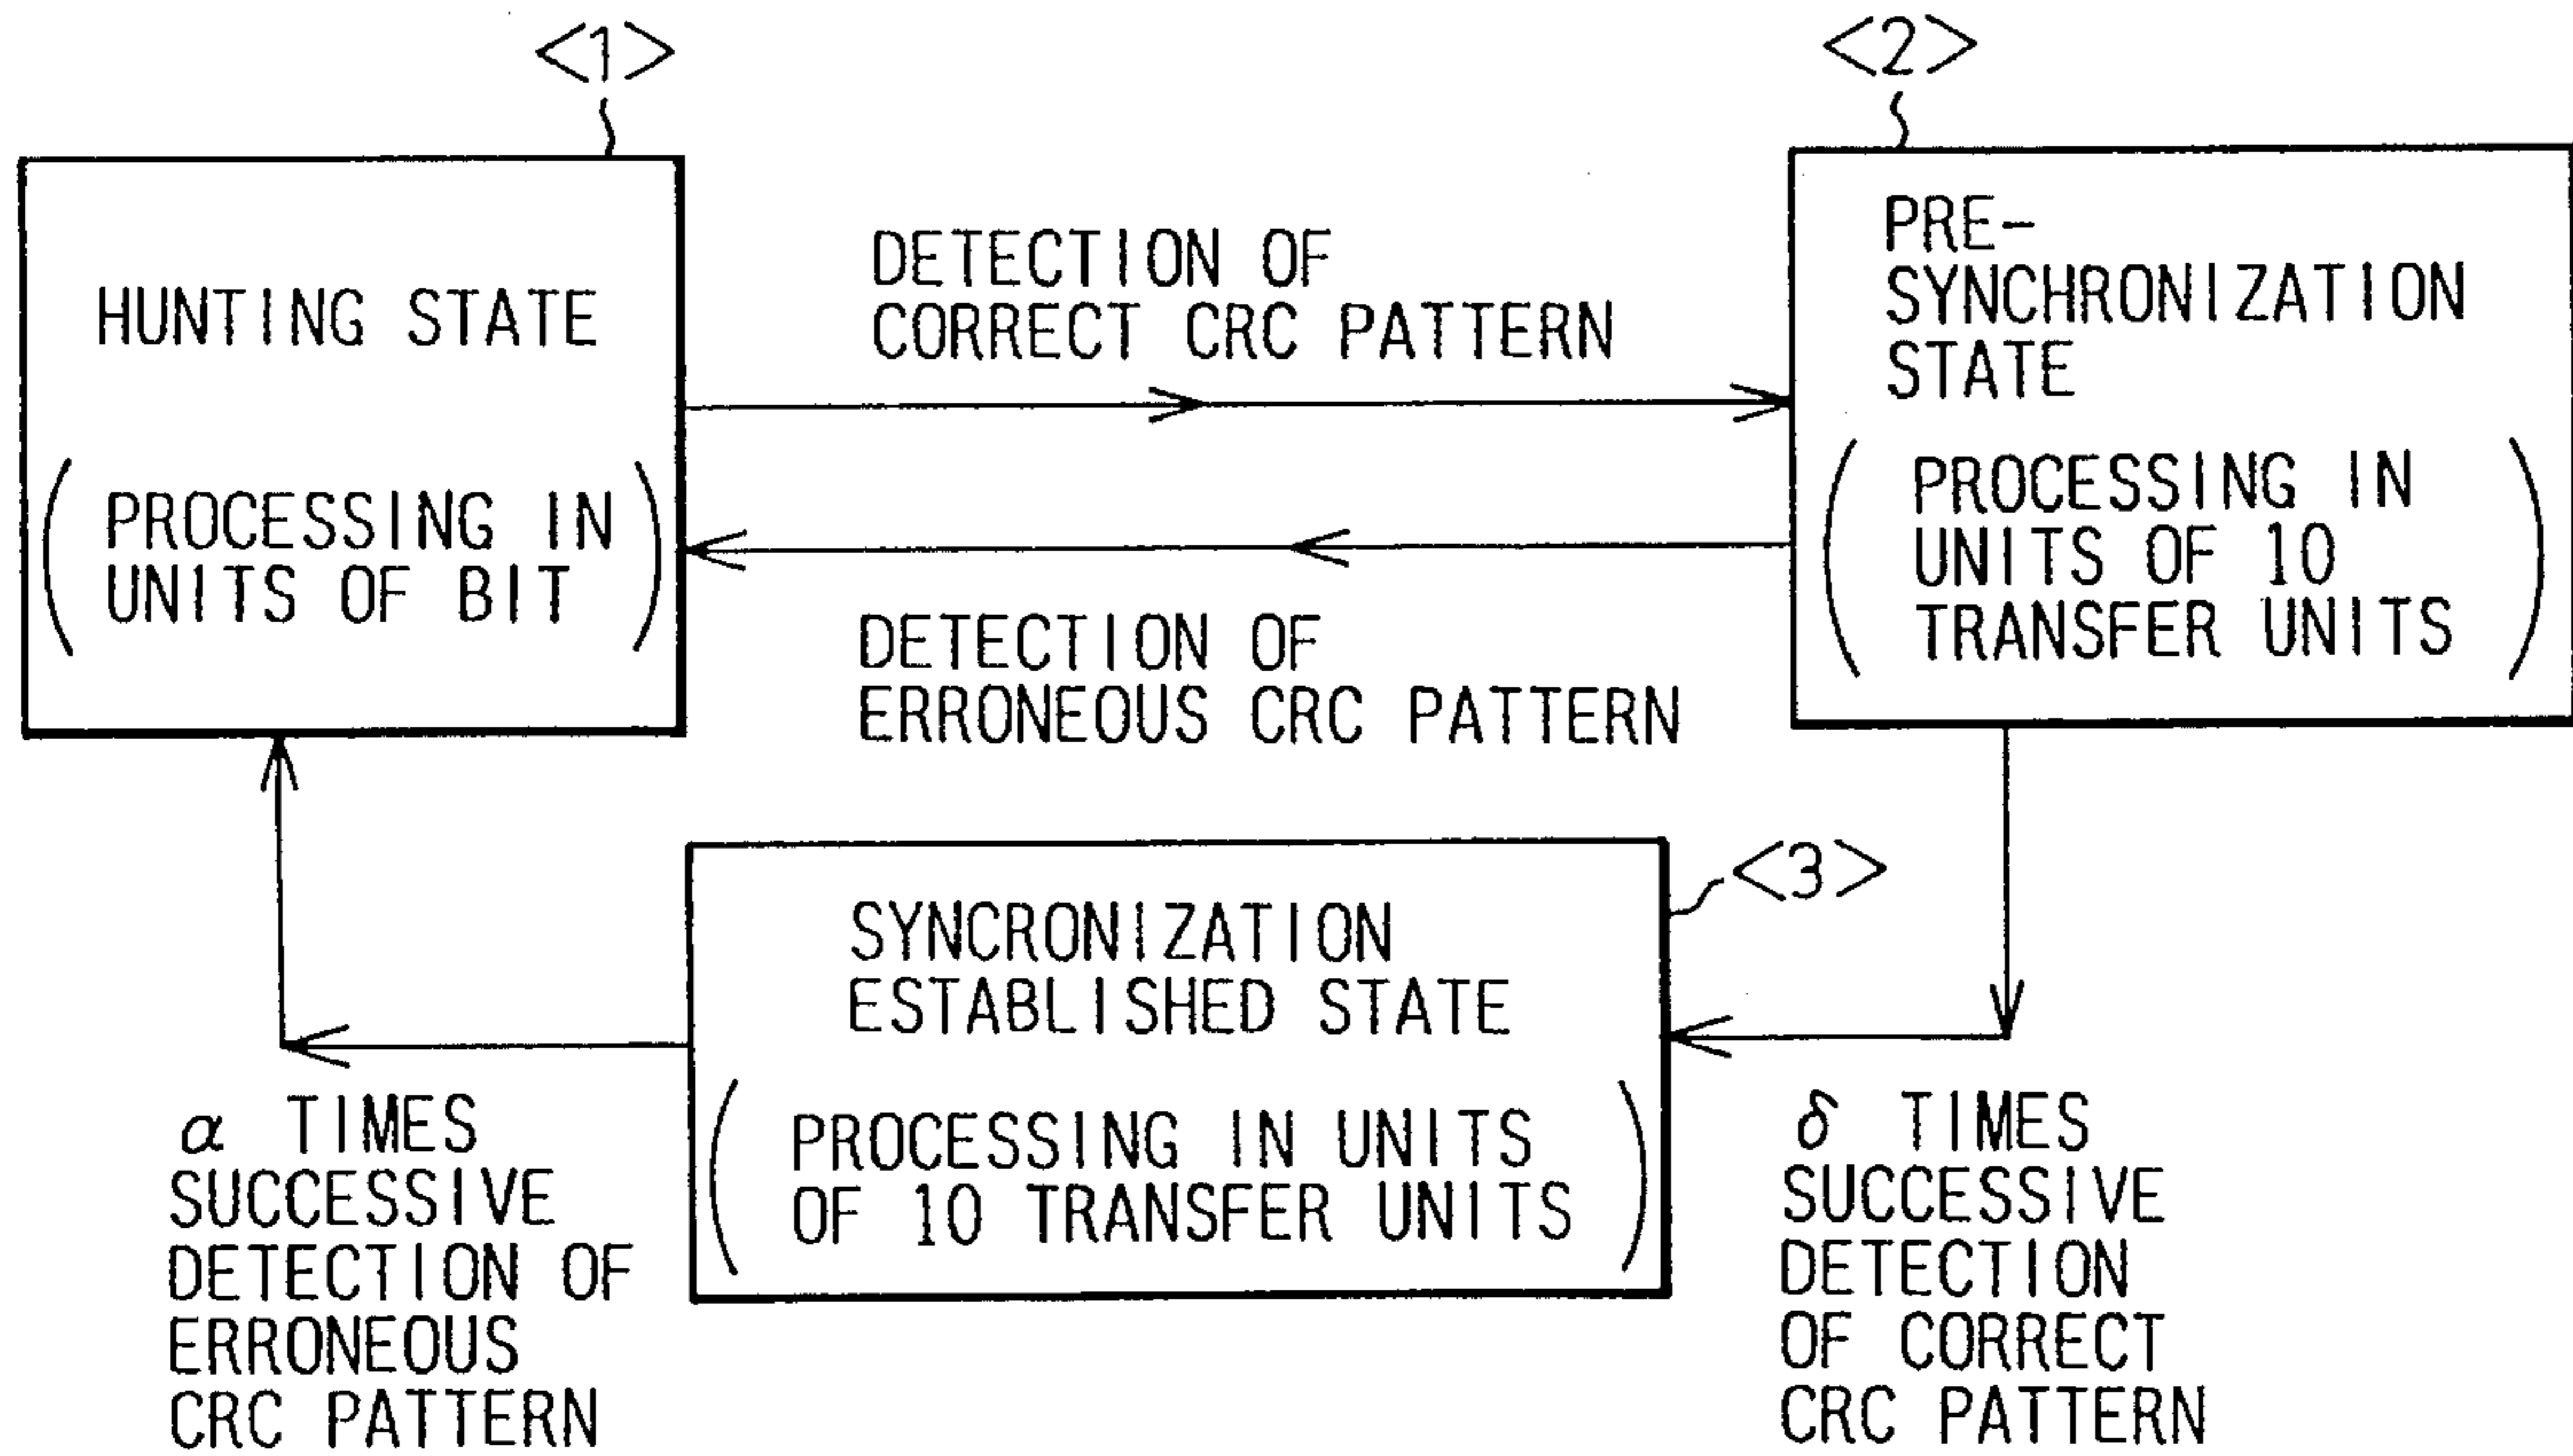 <1>
HUNTING STATE
PROCESSING IN
UNITS OF BIT
DETECTION OF
CORRECT CRC PATTERN
DETECTION OF
ERRONEOUS CRC PATTERN
<2>
PRE-
SYNCHRONIZATION
STATE
PROCESSING IN
UNITS OF 10
TRANSFER UNITS
<3>
SYNCRONIZATION
ESTABLISHED STATE
PROCESSING IN UNITS
OF 10 TRANSFER UNITS
α TIMES
SUCCESSIVE
DETECTION OF
ERRONEOUS
CRC PATTERN
δ TIMES
SUCCESSIVE
DETECTION
OF CORRECT
CRC PATTERN